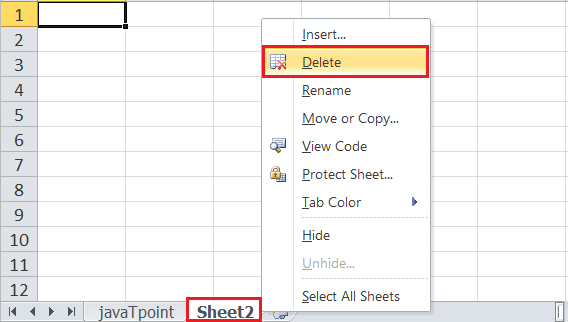 1
2
3
4
5
6
7
8
9
10
11
12
Insert...
Delete
Rename
Move or Copy...
View Code
Protect Sheet...
Tab Color
Hide
Unhide...
Select All Sheets
javaTpoint Sheet2